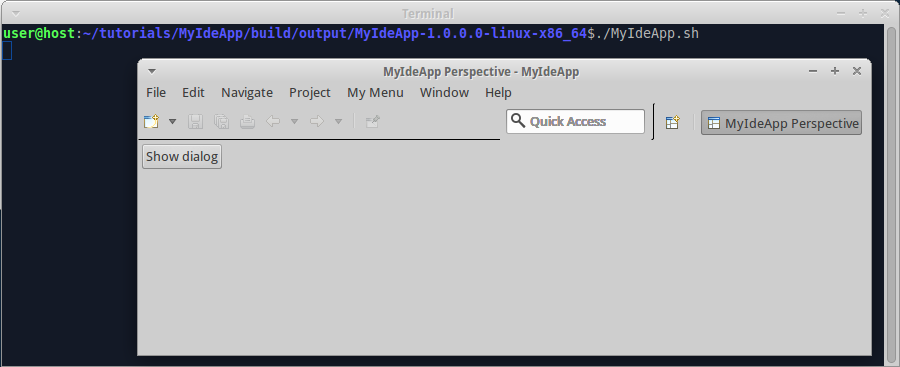 Terminal
user@host:~/tutorials/MyIdeApp/build/output/MyIdeApp-1.0.0.0-linux-x86_64$./MyIdeApp.sh
MyIdeApp Perspective - MyIdeApp
File Edit Navigate Project My Menu Window Help
Quick Access MyIdeApp Perspective
Show dialog